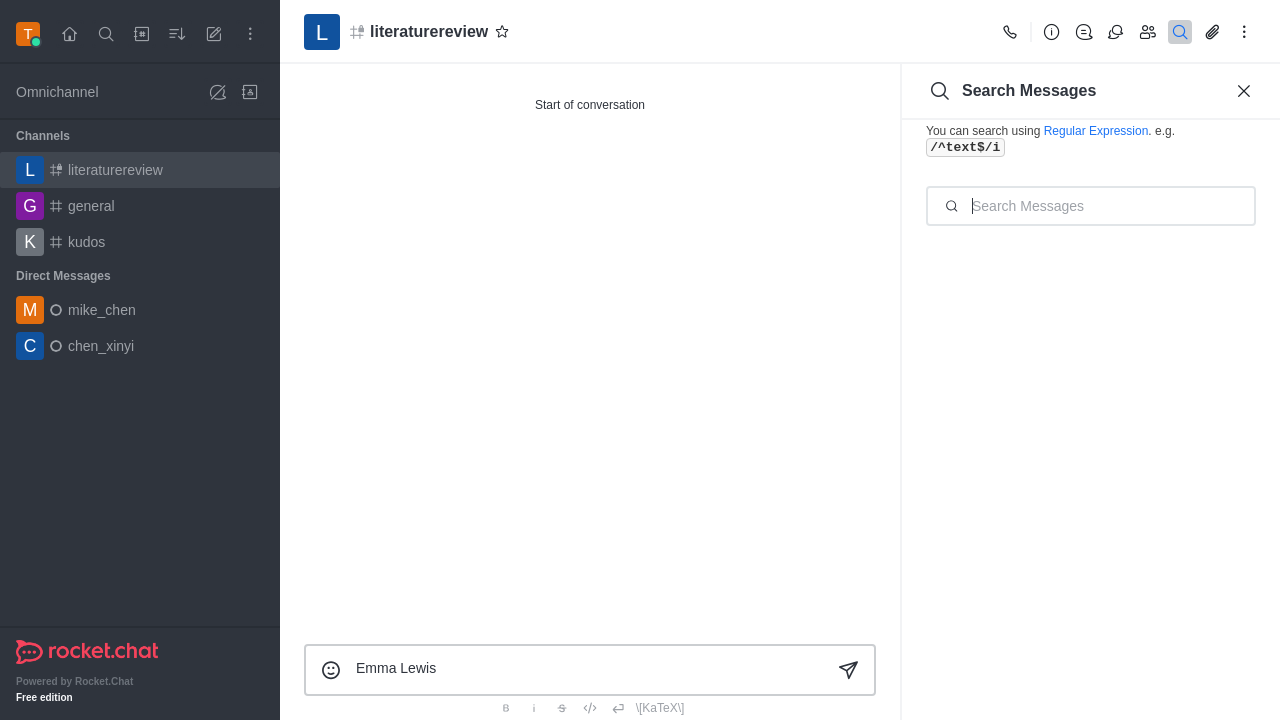 T
Omnichannel
Channels
L literaturereview
G general
K kudos
Direct Messages
M mike_chen
C chen_xinyi
rocket.chat
Powered by Rocket.Chat
Free edition
L literaturereview
Start of conversation
Emma Lewis
B i S \[KaTeX\]
Search Messages
You can search using Regular Expression. e.g.
/^text$/i
Search Messages